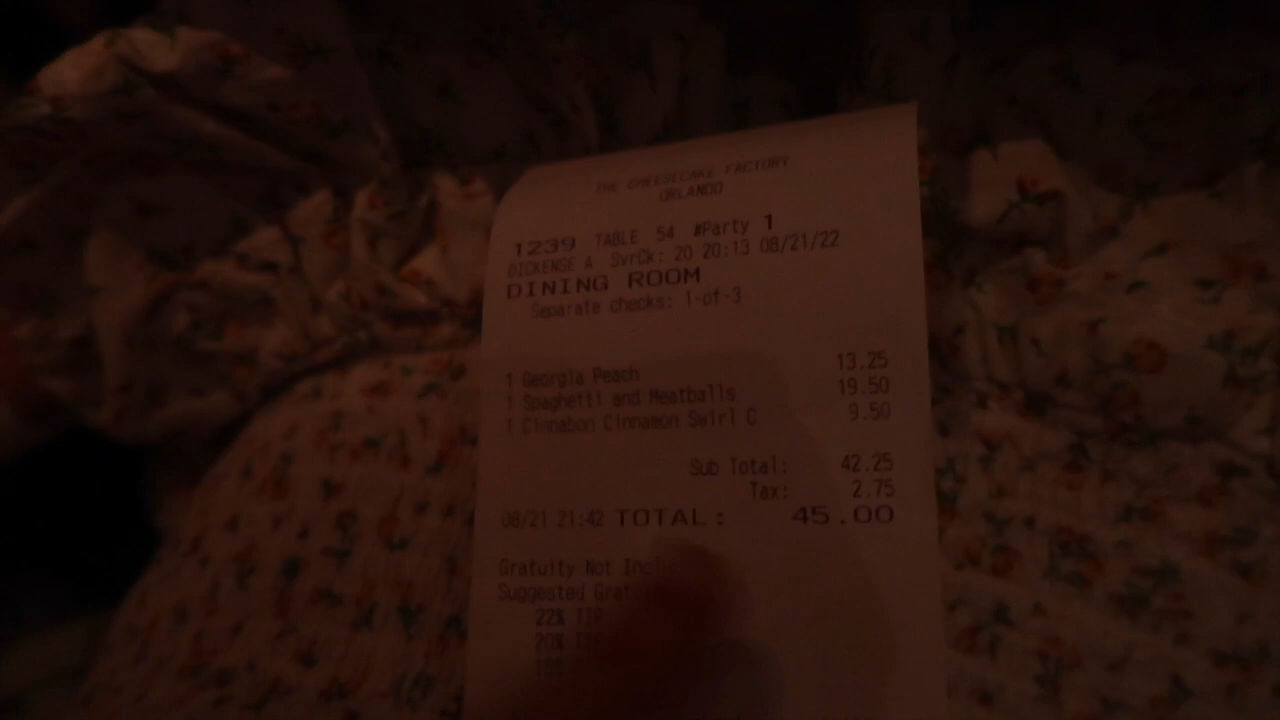 THE CHEESECAKE FACTORY
ORLANDO
1239 TABLE 54 #Party 1
DICKENSE A SvrCk: 20 20:13 08/21/22
DINING ROOM
Separate checks: 1-of-3
1 Georgia Peach 13.25
1 Spaghetti and Meatballs 19.50
1 Cinnabon Cinnamon Swirl C 9.50
Sub Total: 42.25
Tax: 2.75
08/21 21:42 TOTAL: 45.00
Gratuity Not
Suggested
22% TIP
20%